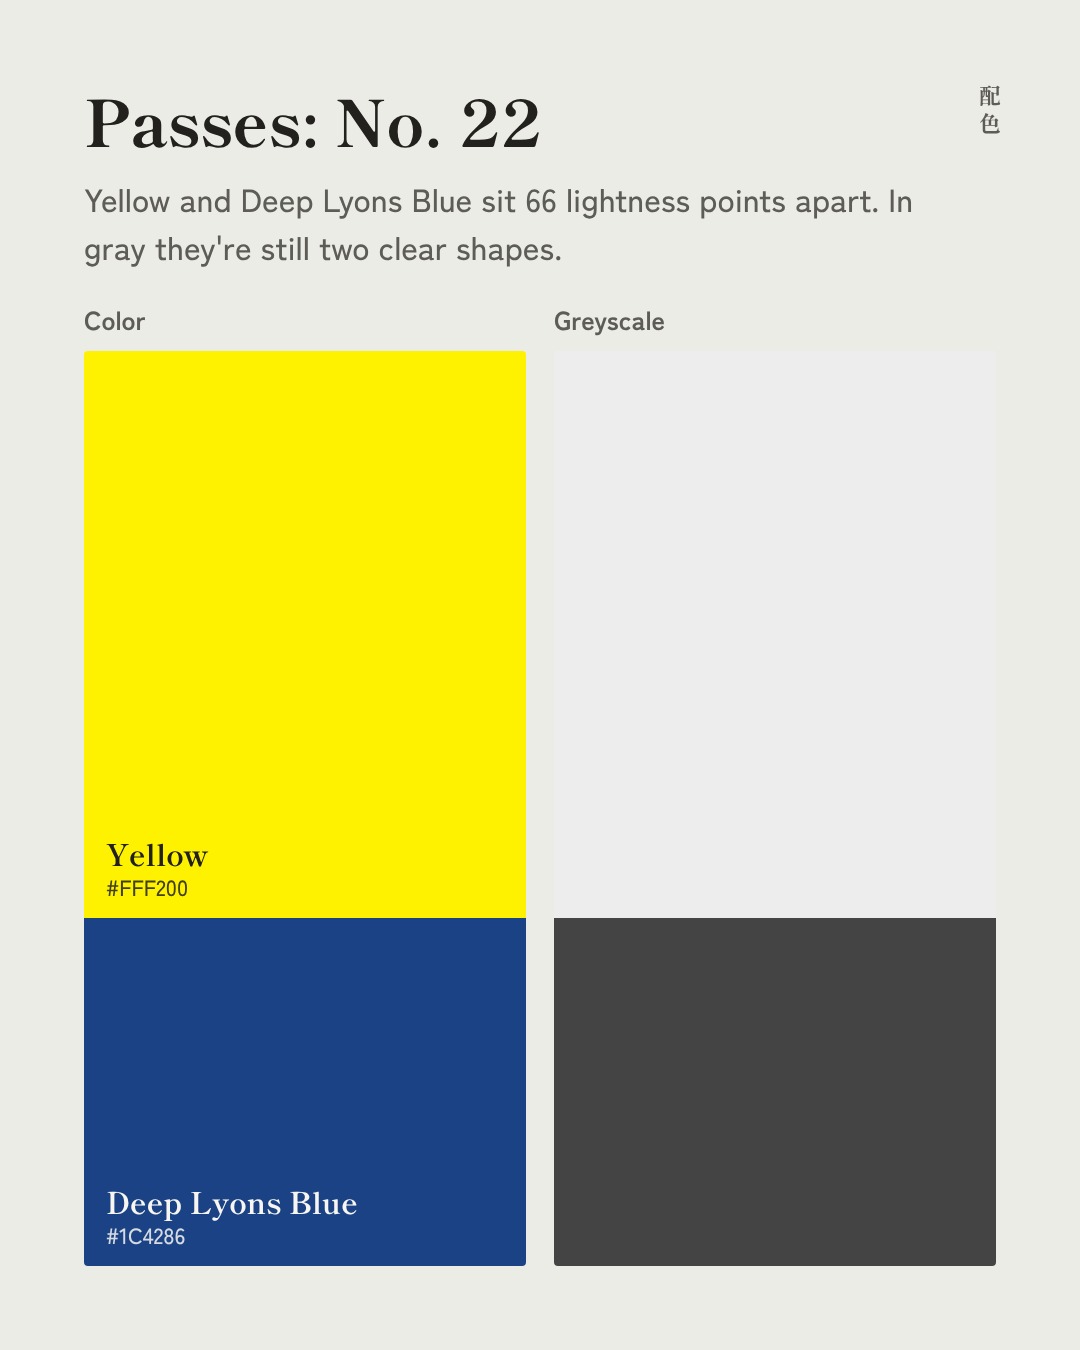 Passes: No. 22
配色
Yellow and Deep Lyons Blue sit 66 lightness points apart. In
gray they're still two clear shapes.
Color
Greyscale
Yellow
#FFF200
Deep Lyons Blue
#1C4286